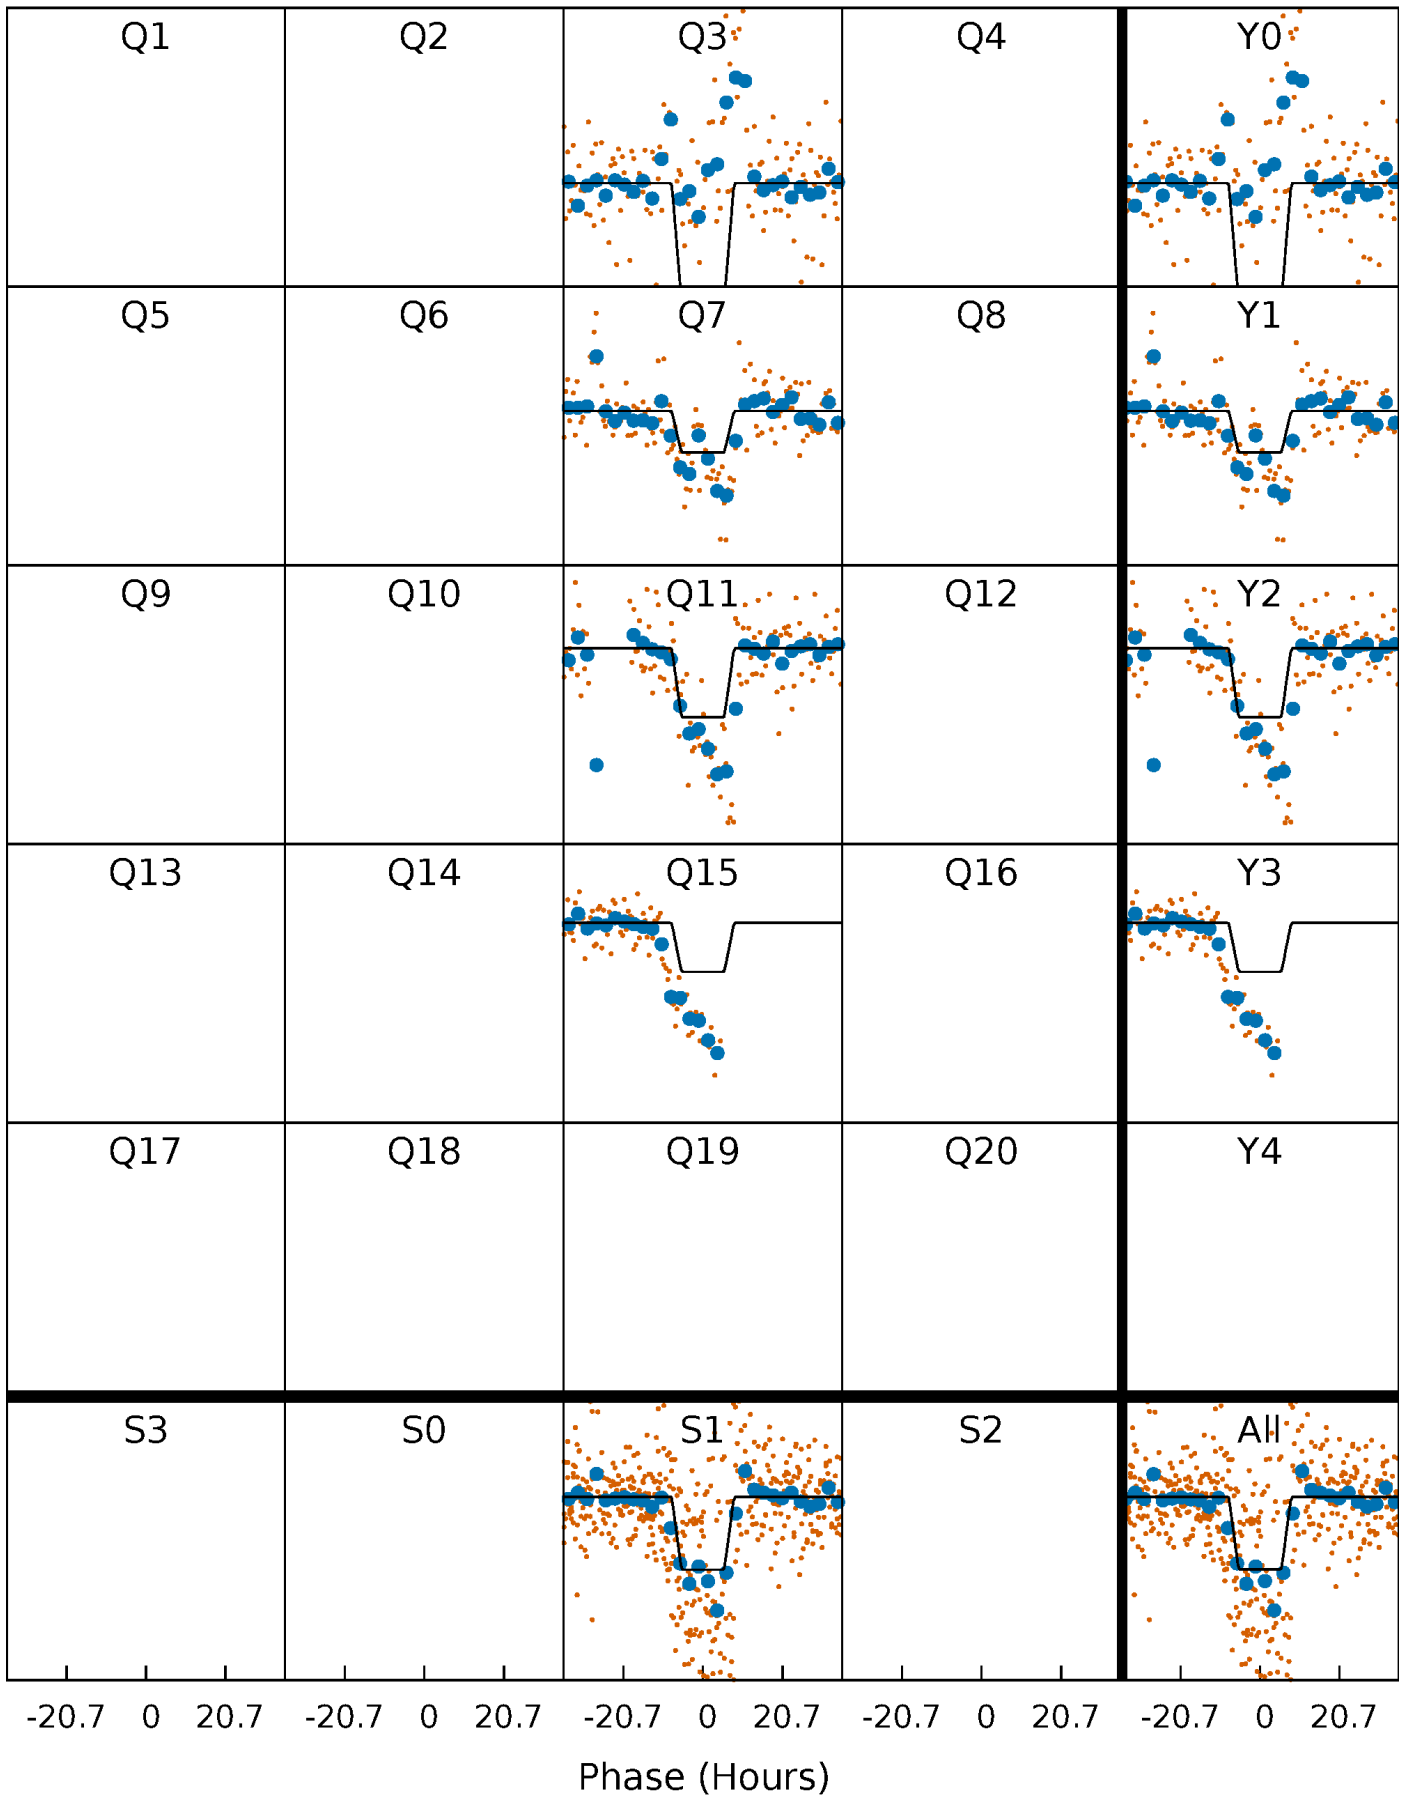 Q1 Q2 Q3 Q4 Y0
Q5 Q6 Q7 Q8 Y1
Q9 Q10 Q11 Q12 Y2
Q13 Q14 Q15 Q16 Y3
Q17 Q18 Q19 Q20 Y4
S3 S0 S1 S2 All
-20.7 0 20.7 -20.7 0 20.7 -20.7 0 20.7 -20.7 0 20.7 -20.7 0 20.7
Phase (Hours)